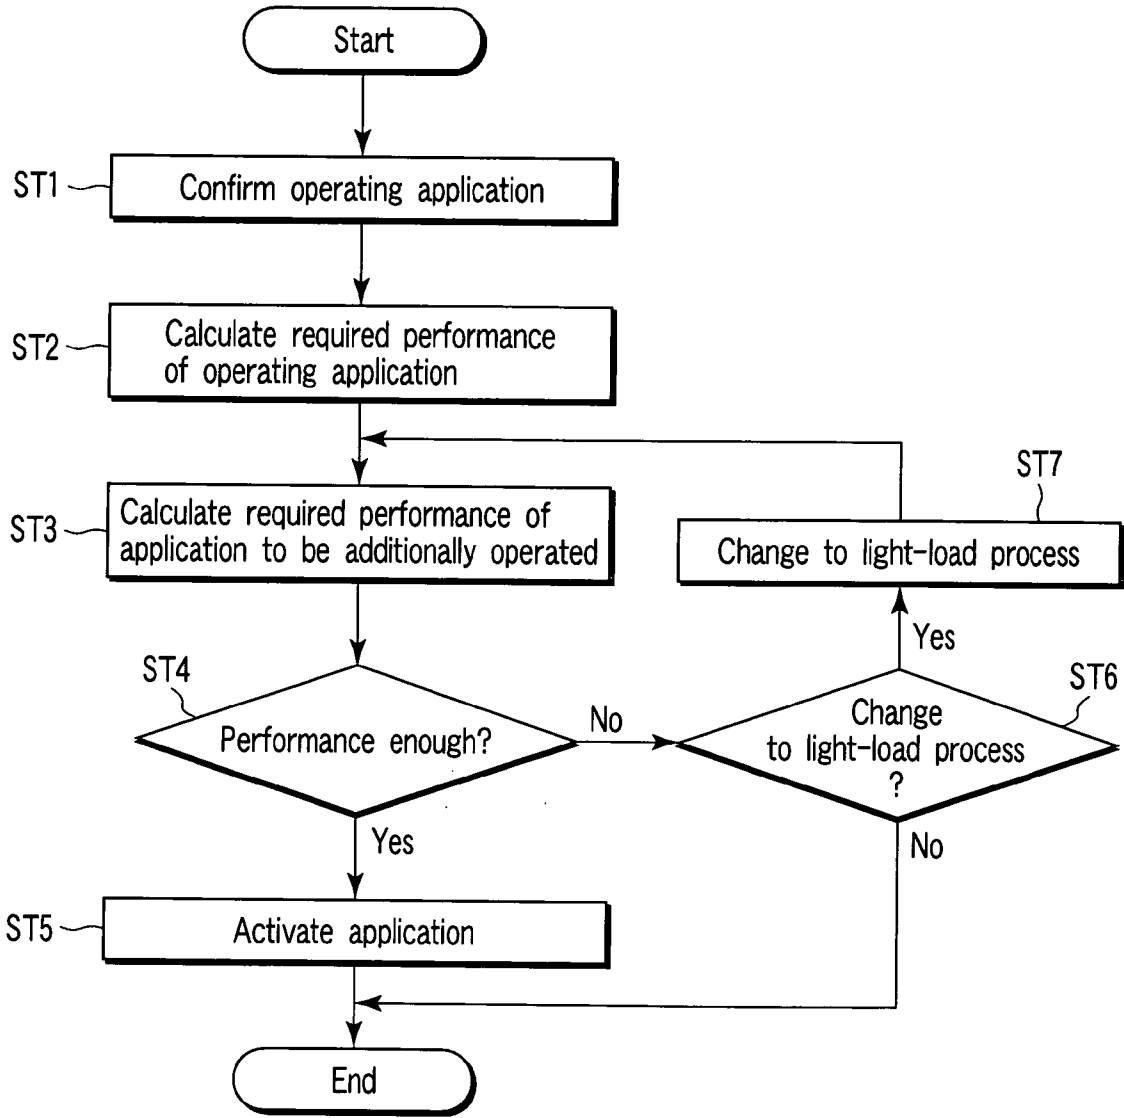 Start
ST1
Confirm operating application
ST2
Calculate required performance
of operating application
ST7
ST3
Calculate required performance of
application to be additionally operated
Change to light-load process
Yes
ST4
ST6
Performance enough?
No
Change
to light-load process
?
Yes
No
ST5
Activate application
End